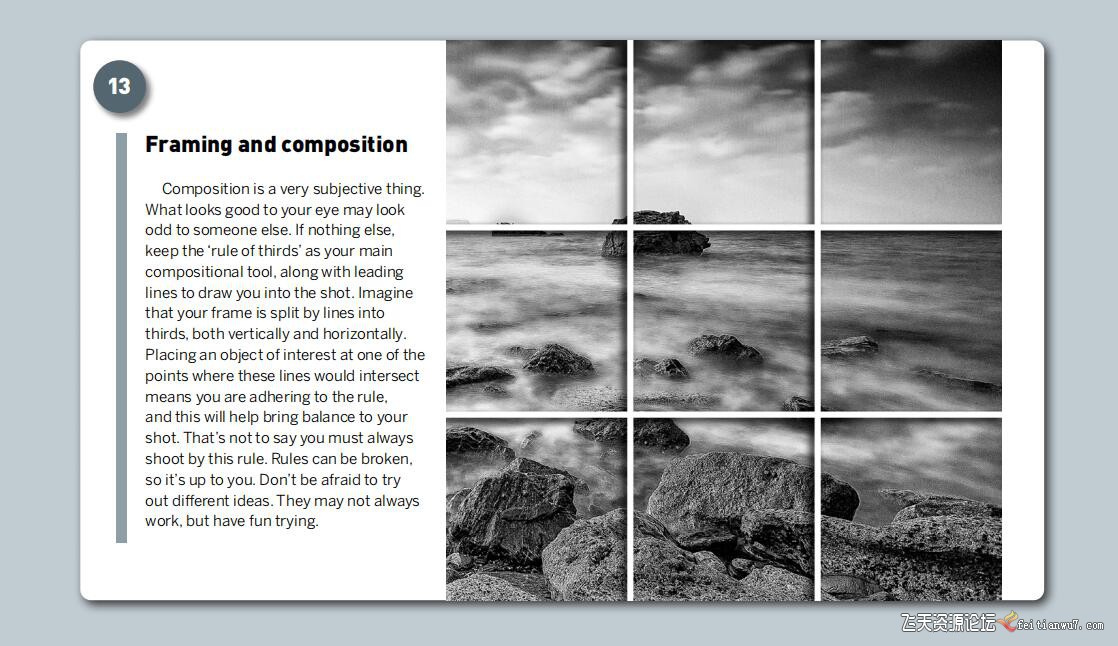 13
Framing and composition
Composition is a very subjective thing.
What looks good to your eye may look
odd to someone else. If nothing else,
keep the ‘rule of thirds’ as your main
compositional tool, along with leading
lines to draw you into the shot. Imagine
that your frame is split by lines into
thirds, both vertically and horizontally.
Placing an object of interest at one of the
points where these lines would intersect
means you are adhering to the rule,
and this will help bring balance to your
shot. That’s not to say you must always
shoot by this rule. Rules can be broken,
so it’s up to you. Don’t be afraid to try
out different ideas. They may not always
work, but have fun trying.
飞天资源论坛 feitianwu7.com